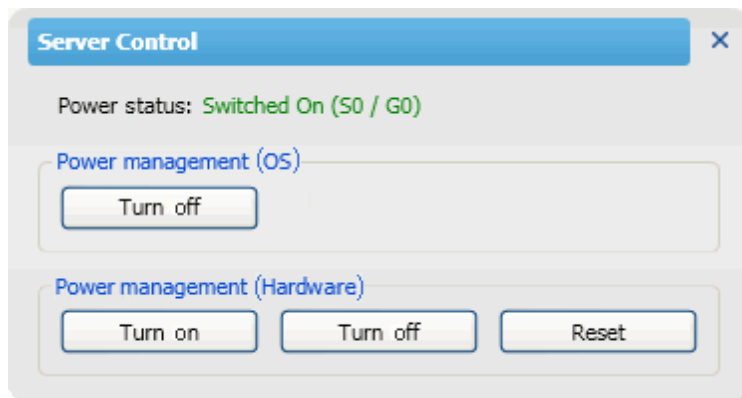 Server Control
Power status: Switched On (S0 / G0)
Power management (OS)
Turn off
Power management (Hardware)
Turn on Turn off Reset